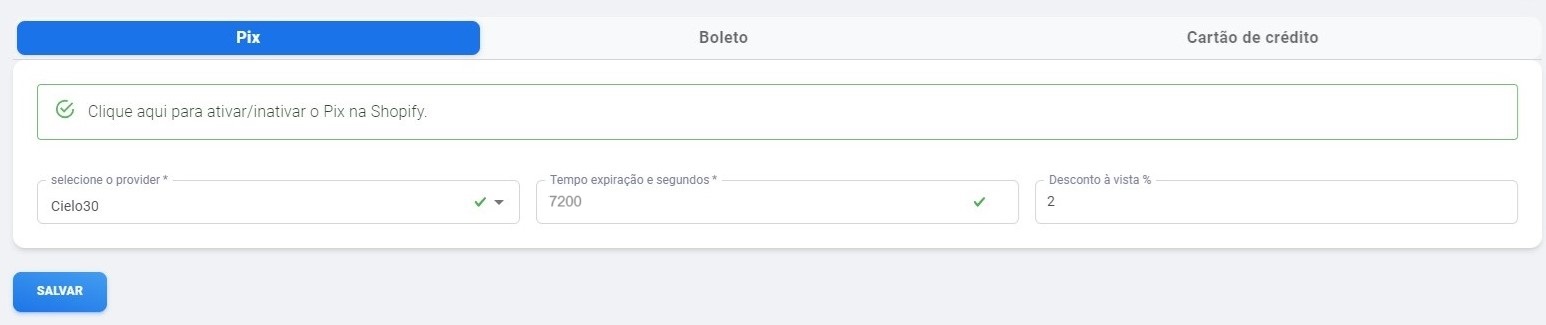 Pix
Boleto
Cartão de crédito
Clique aqui para ativar/inativar o Pix na Shopify.
selecione o provider *
Cielo30
Tempo expiração e segundos *
7200
Desconto à vista %
2
SALVAR